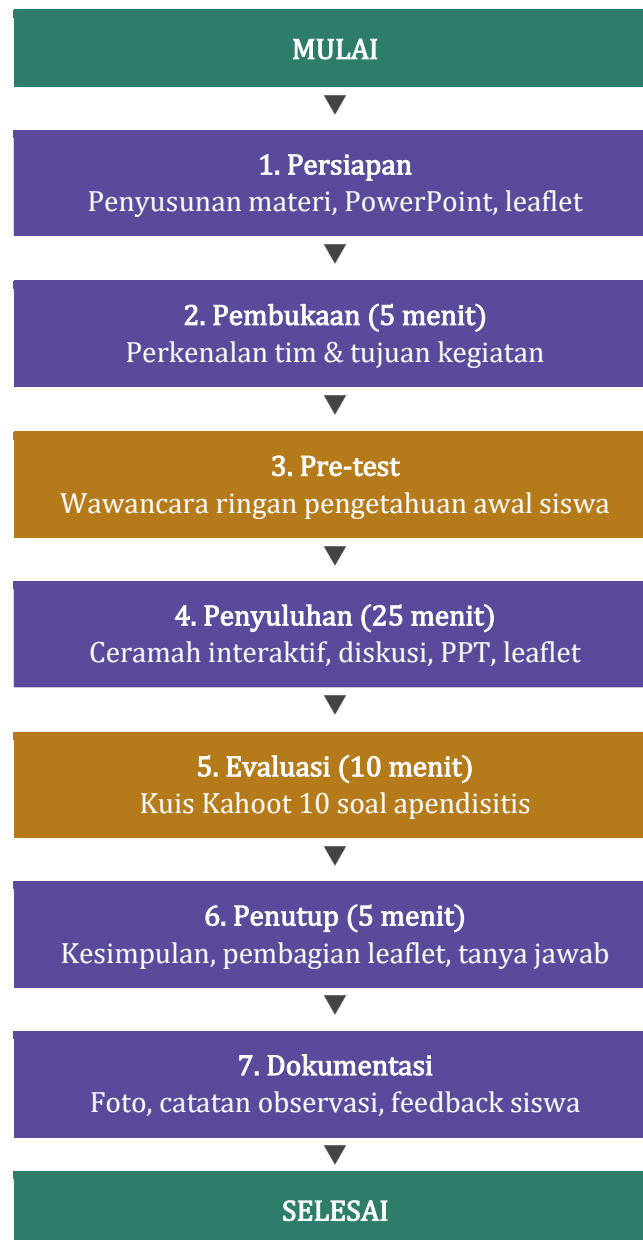 MULAI
1. Persiapan
Penyusunan materi, PowerPoint, leaflet
2. Pembukaan (5 menit)
Perkenalan tim & tujuan kegiatan
3. Pre-test
Wawancara ringan pengetahuan awal siswa
4. Penyuluhan (25 menit)
Ceramah interaktif, diskusi, PPT, leaflet
5. Evaluasi (10 menit)
Kuis Kahoot 10 soal apendisitis
6. Penutup (5 menit)
Kesimpulan, pembagian leaflet, tanya jawab
7. Dokumentasi
Foto, catatan observasi, feedback siswa
SELESAI